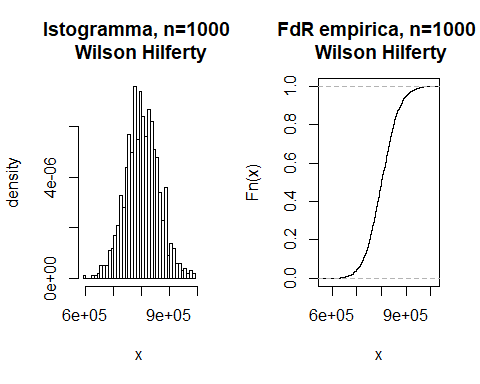 Istogramma, n=1000
Wilson Hilferty
density
0e+00
4e-06
6e+05
9e+05
x
FdR empirica, n=1000
Wilson Hilferty
Fn(x)
0.0
0.2
0.4
0.6
0.8
1.0
6e+05
9e+05
x